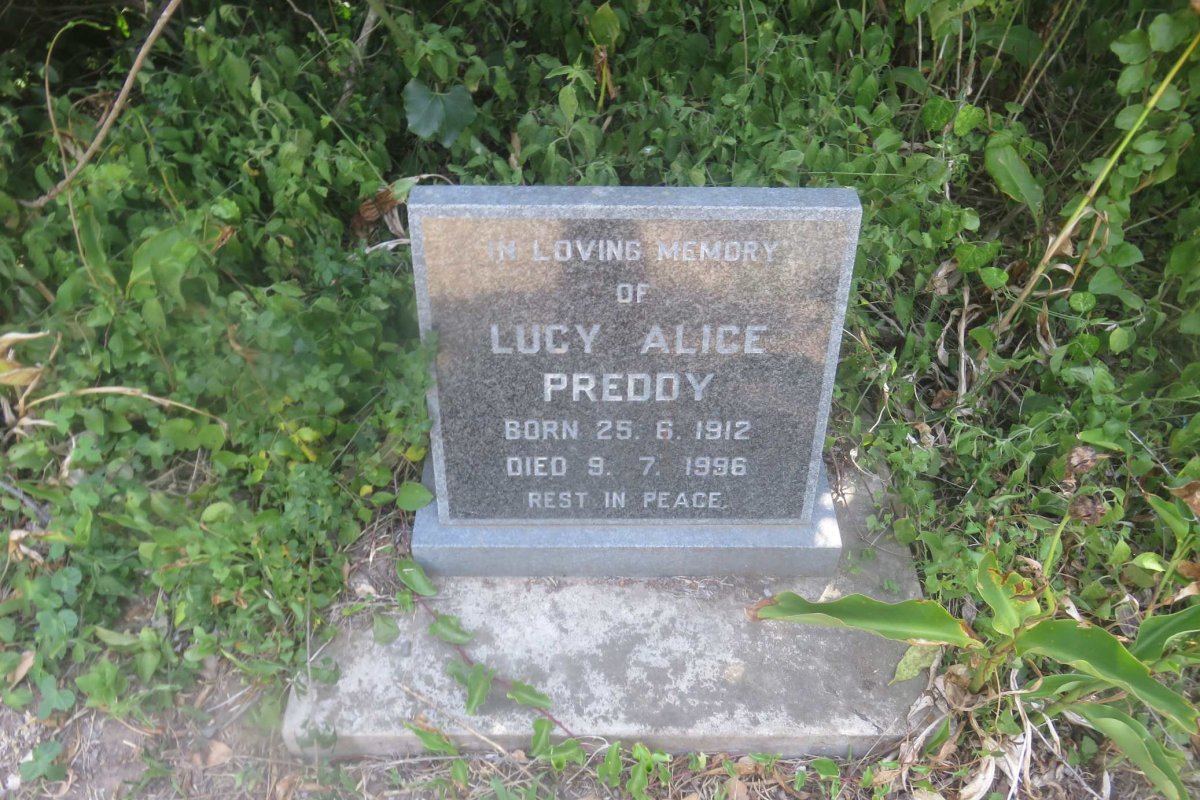 IN LOVING MEMORY
OF
LUCY ALICE
PREDDY
BORN 25. 6. 1912
DIED 9. 7. 1996
REST IN PEACE.